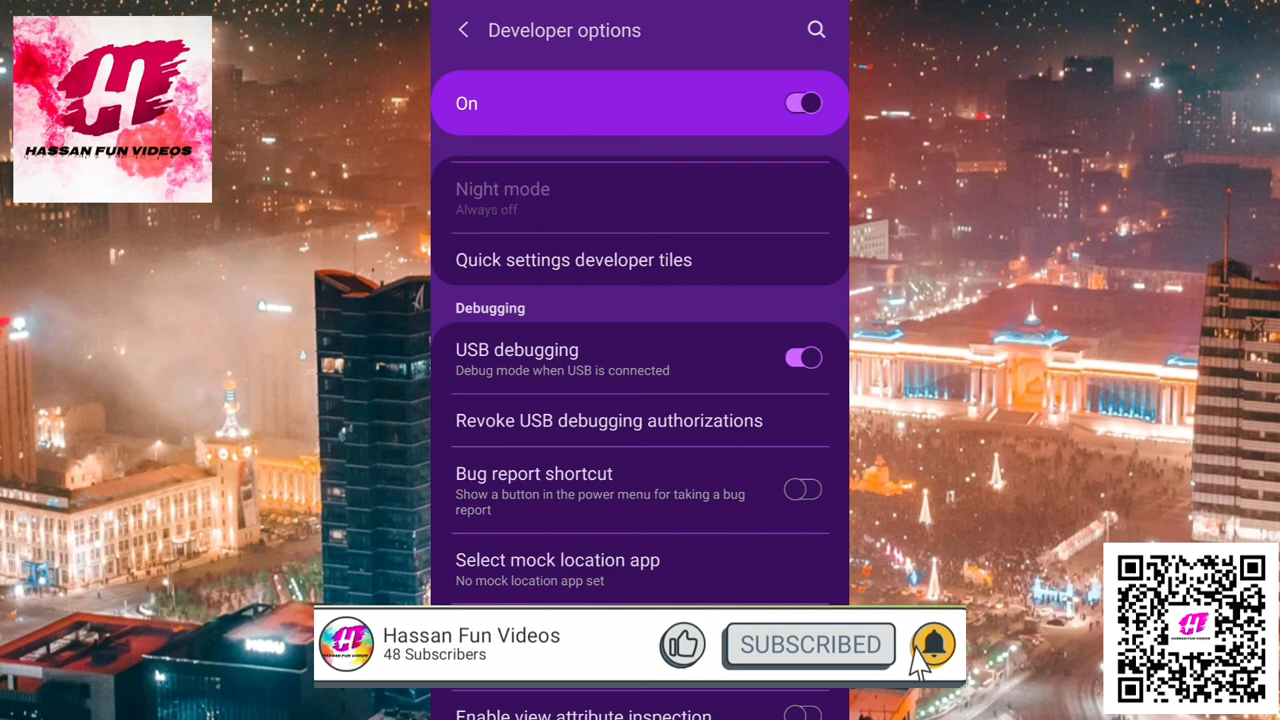 HASSAN FUN VIDEOS
Developer options
On
Night mode
Always off
Quick settings developer tiles
Debugging
USB debugging
Debug mode when USB is connected
Revoke USB debugging authorizations
Bug report shortcut
Show a button in the power menu for taking a bug
report
Select mock location app
No mock location app set
Hassan Fun Videos
48 Subscribers
SUBSCRIBED
Enable view attribute inspection